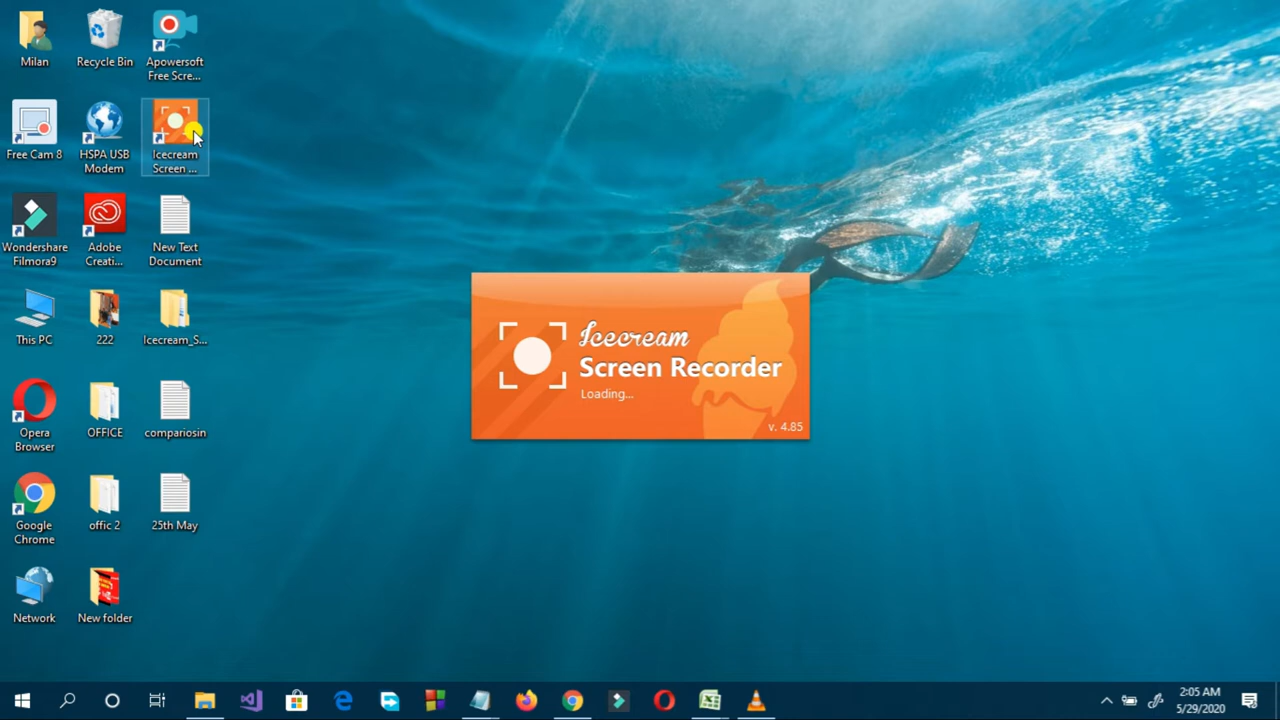 Milan
Recycle Bin
Apowersoft
Free Scre...
Free Cam 8
HSPA USB
Modem
Icecream
Screen ...
Wondershare
Filmora9
Adobe
Creati...
New Text
Document
This PC
222
Icecream_S...
Opera
Browser
OFFICE
compariosin
Google
Chrome
offic 2
25th May
Network
New folder
Icecream
Screen Recorder
Loading...
v. 4.85
2:05 AM
5/29/2020